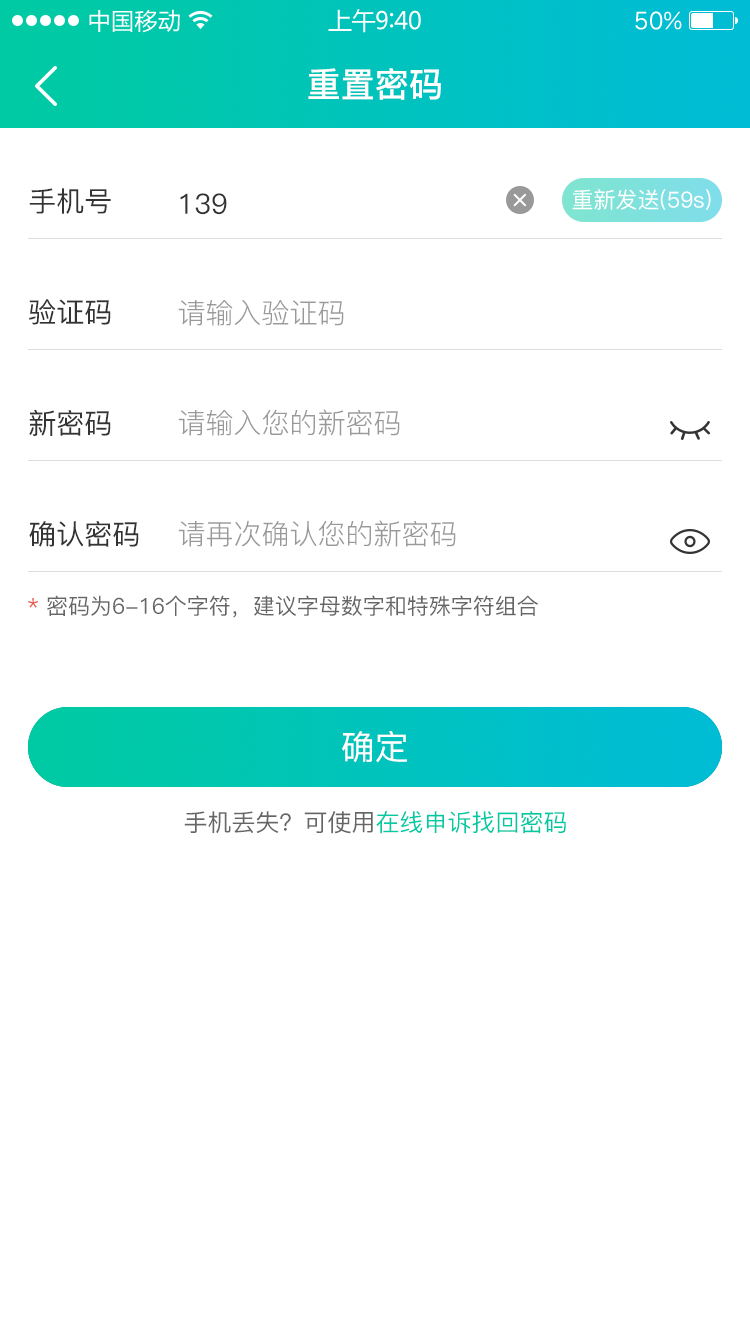 中国移动 上午9:40 50%
重置密码
手机号 139 重新发送(59s)
验证码 请输入验证码
新密码 请输入您的新密码
确认密码 请再次确认您的新密码
* 密码为6–16个字符，建议字母数字和特殊字符组合
确定
手机丢失？可使用在线申诉找回密码